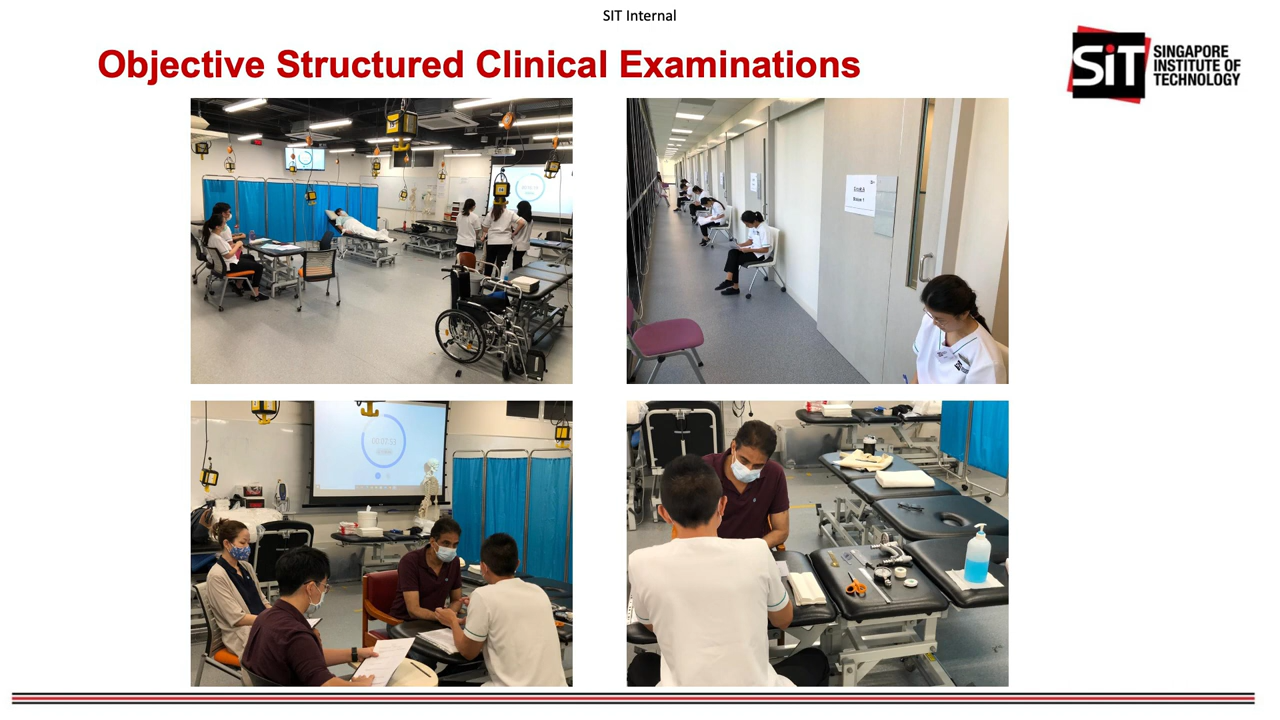 SIT Internal
Objective Structured Clinical Examinations
SiT
SINGAPORE
INSTITUTE OF
TECHNOLOGY